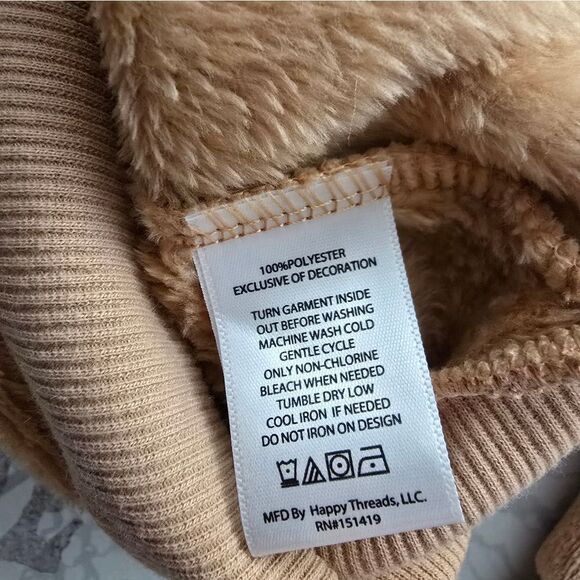 100%POLYESTER
EXCLUSIVE OF DECORATION
TURN GARMENT INSIDE
OUT BEFORE WASHING
MACHINE WASH COLD
GENTLE CYCLE
ONLY NON-CHLORINE
BLEACH WHEN NEEDED
TUMBLE DRY LOW
COOL IRON IF NEEDED
DO NOT IRON ON DESIGN
MFD By Happy Threads, LLC.
RN#151419